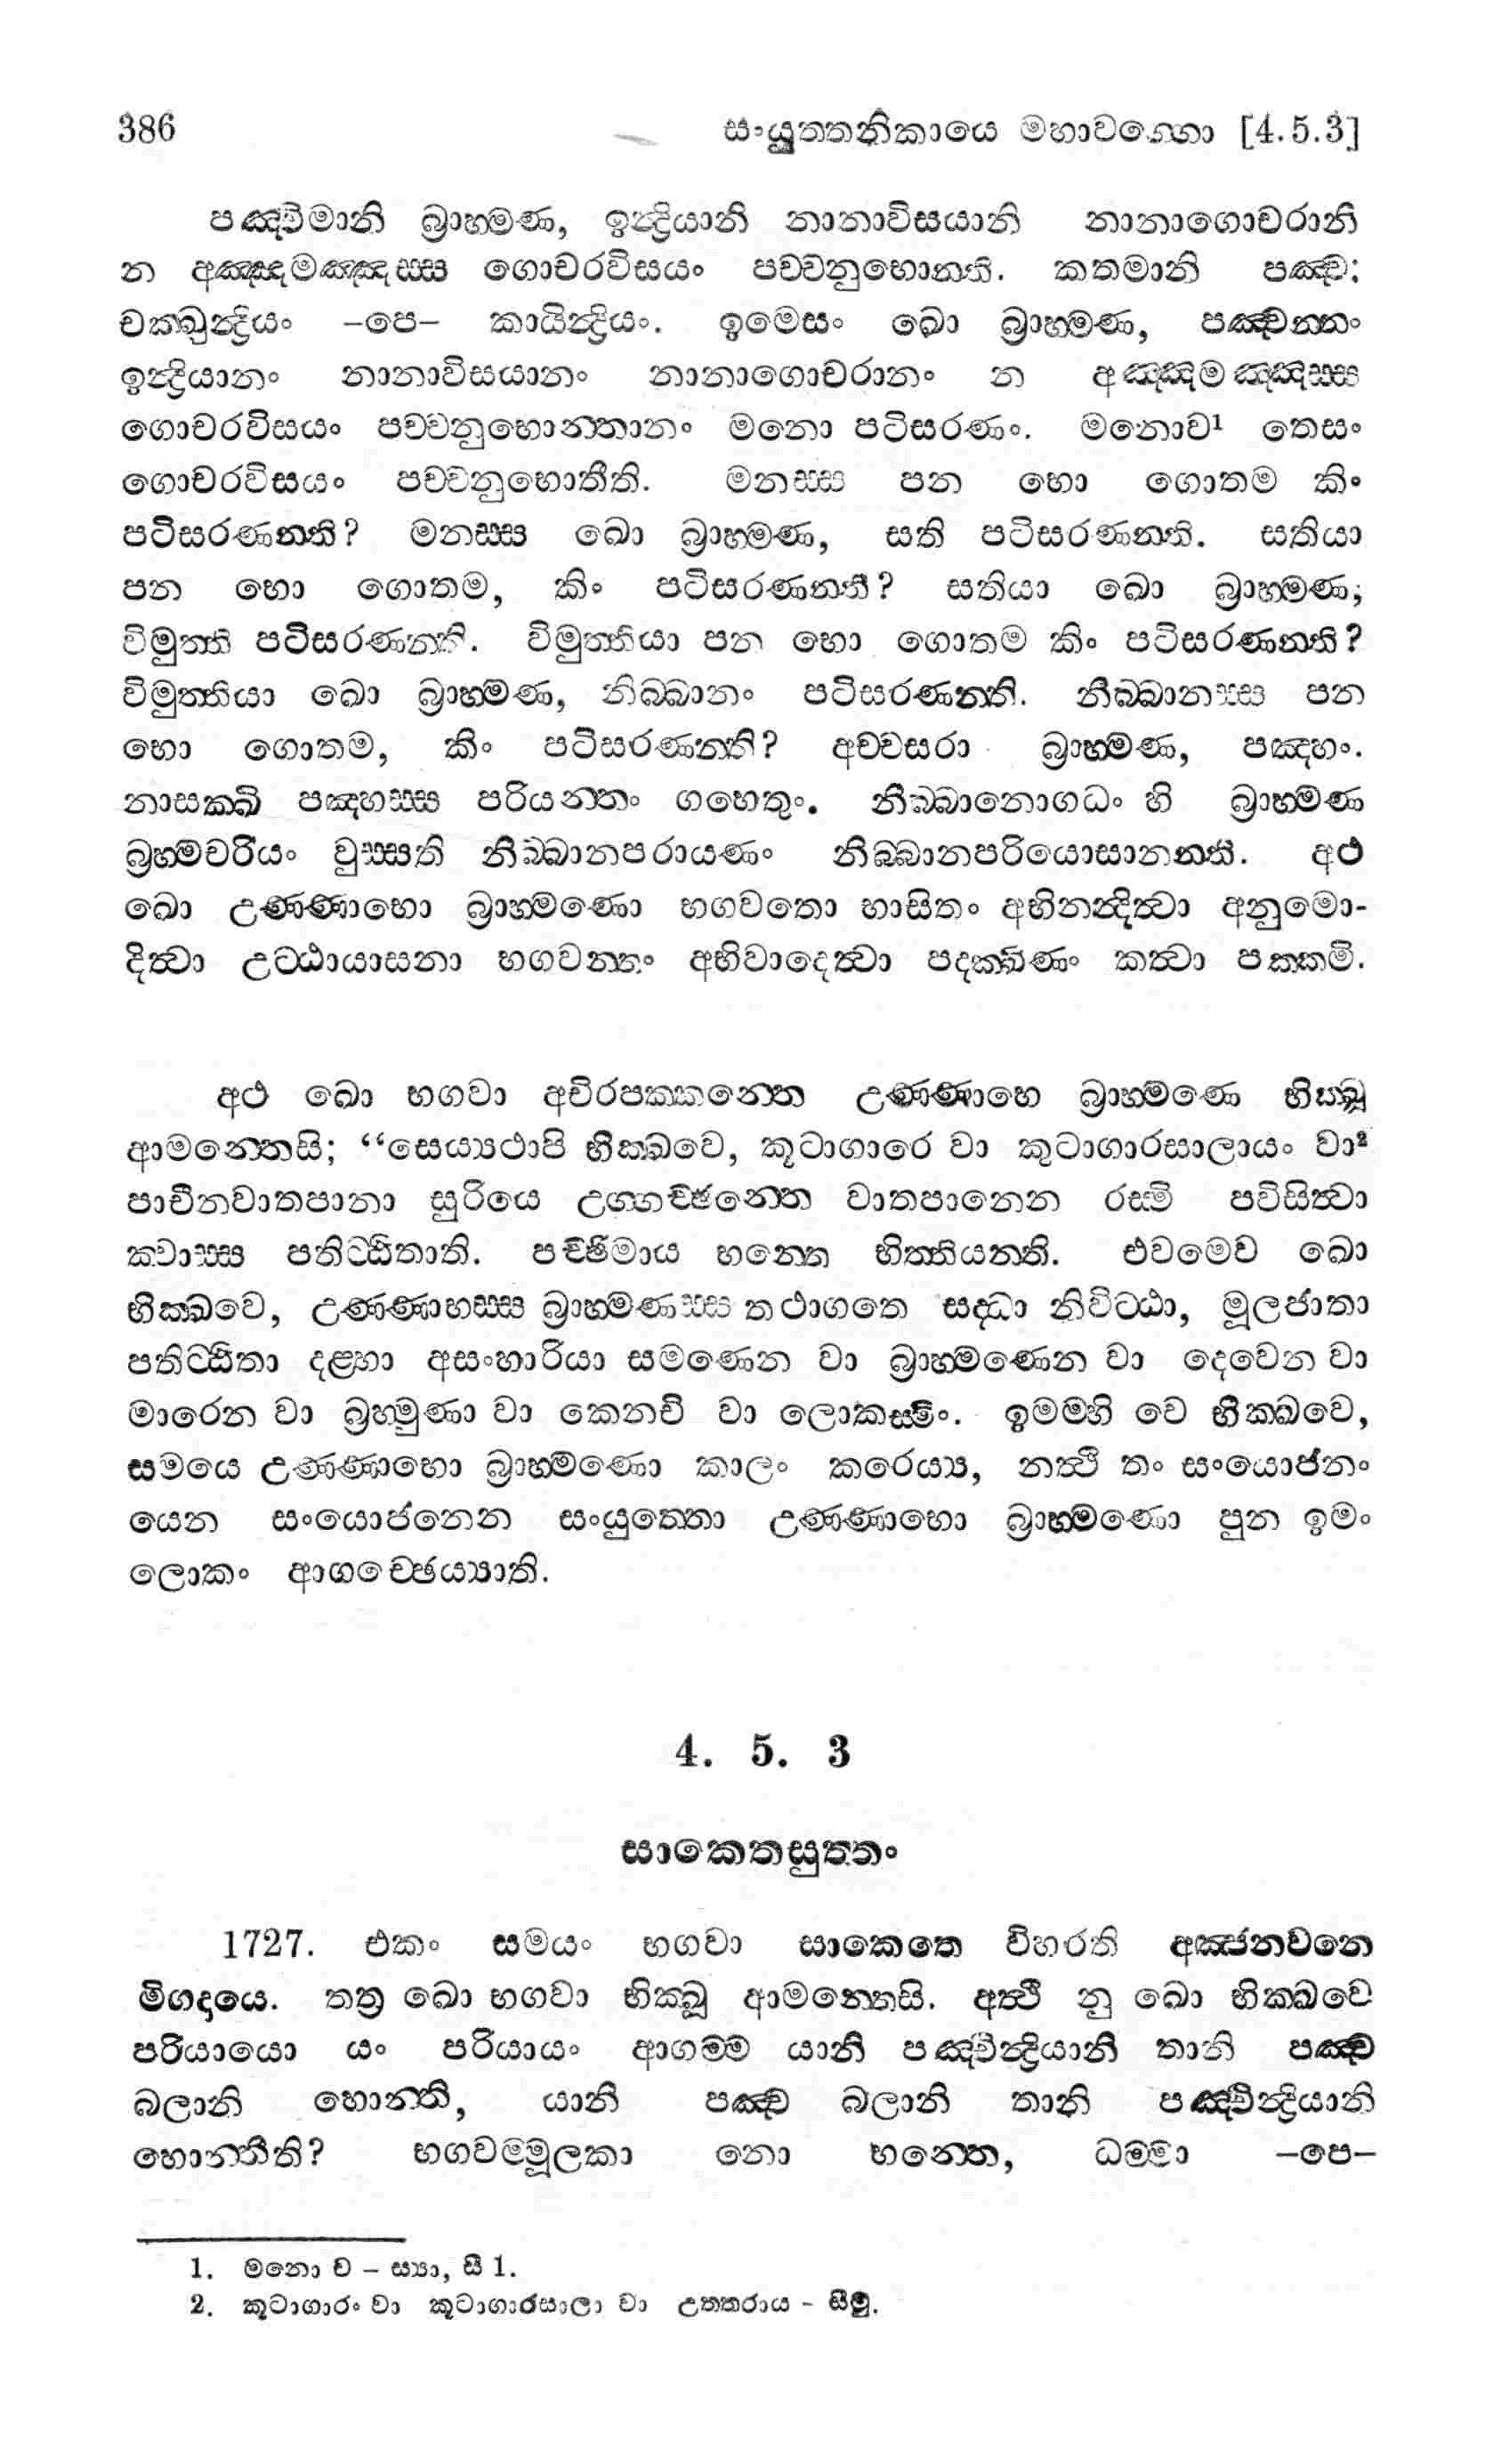 386 සංයුත්තනිකායෙ මහාවග්ගො [4.5.3]
පඤ්චිමානි බ්‍රාහ්මණ, ඉන්ද්‍රියානි නානාවිසයානි නානාගොචරානි
න අඤ්ඤමඤ්ඤස්ස ගොචරවිසයං පච්චනුභොන්ති. කතමානි පඤ්ච:
චක්ඛුන්ද්‍රියං –පෙ– කායින්ද්‍රියං. ඉමෙසං ඛො බ්‍රාහ්මණ, පඤ්චන්නං
ඉන්ද්‍රියානං නානාවිසයානං නානාගොචරානං න අඤ්ඤමඤ්ඤස්ස
ගොචරවිසයං පච්චනුභොන්තානං මනො පටිසරණං. මනොව¹ තෙසං
ගොචරවිසයං පච්චනුභොතීති. මනස්ස පන භො ගොතම කිං
පටිසරණන්ති? මනස්ස ඛො බ්‍රාහ්මණ, සති පටිසරණන්ති. සතියා
පන භො ගොතම, කිං පටිසරණන්ති? සතියා ඛො බ්‍රාහ්මණ,
විමුත්ති පටිසරණන්ති. විමුත්තියා පන භො ගොතම කිං පටිසරණන්ති?
විමුත්තියා ඛො බ්‍රාහ්මණ, නිබ්බානං පටිසරණන්ති. නිබ්බානස්ස පන
භො ගොතම, කිං පටිසරණන්ති? අච්චසරා බ්‍රාහ්මණ, පඤ්හං.
නාසක්ඛි පඤ්හස්ස පරියන්තං ගහෙතුං. නිබ්බානොගධං හි බ්‍රාහ්මණ
බ්‍රහ්මචරියං වුස්සති නිබ්බානපරායණං නිබ්බානපරියොසානන්ති. අථ
ඛො උණ්ණාභො බ්‍රාහ්මණො භගවතො භාසිතං අභිනන්දිත්වා අනුමො-
දිත්වා උට්ඨායාසනා භගවන්තං අභිවාදෙත්වා පදක්ඛිණං කත්වා පක්කමි.
අථ ඛො භගවා අචිරපක්කන්තෙ උණ්ණාභෙ බ්‍රාහ්මණෙ භික්ඛූ
ආමන්තෙසි; “සෙය්‍යථාපි භික්ඛවෙ, කූටාගාරෙ වා කුටාගාරසාලායං වා²
පාචීනවාතපානා සුරියෙ උග්ගච්ඡන්තෙ වාතපානෙන රස්මි පවිසිත්වා
ක්වාස්ස පතිට්ඨිතාති. පච්ඡිමාය භන්තෙ භිත්තියන්ති. එවමෙව ඛො
භික්ඛවෙ, උණ්ණාභස්ස බ්‍රාහ්මණස්ස තථාගතෙ සද්ධා නිවිට්ඨා, මූලජාතා
පතිට්ඨිතා දළ්හා අසංහාරියා සමණෙන වා බ්‍රාහ්මණෙන වා දෙවෙන වා
මාරෙන වා බ්‍රහ්මුණා වා කෙනචි වා ලොකස්මිං. ඉමම්හි චෙ භික්ඛවෙ,
සමයෙ උණ්ණාභො බ්‍රාහ්මණො කාලං කරෙය්‍ය, නත්ථි තං සංයොජනං
යෙන සංයොජනෙන සංයුත්තො උණ්ණාභො බ්‍රාහ්මණො පුන ඉමං
ලොකං ආගච්ඡෙය්‍යාති.
4. 5. 3
සාකෙතසුත්තං
1727. එකං සමයං භගවා සාකෙතෙ විහරති අඤ්ජනවනෙ
මිගදායෙ. තත්‍ර ඛො භගවා භික්ඛූ ආමන්තෙසි. අත්ථි නු ඛො භික්ඛවෙ
පරියායො යං පරියායං ආගම්ම යානි පඤ්චින්ද්‍රියානි තානි පඤ්ච
බලානි හොන්ති, යානි පඤ්ච බලානි තානි පඤ්චින්ද්‍රියානි
හොන්තීති? භගවම්මූලකා නො භන්තෙ, ධම්මා –පෙ–
1. මනො ච – ස්‍යා, සී 1.
2. කූටාගාරං වා කූටාගාරසාලා වා උත්තරාය – සීමු.